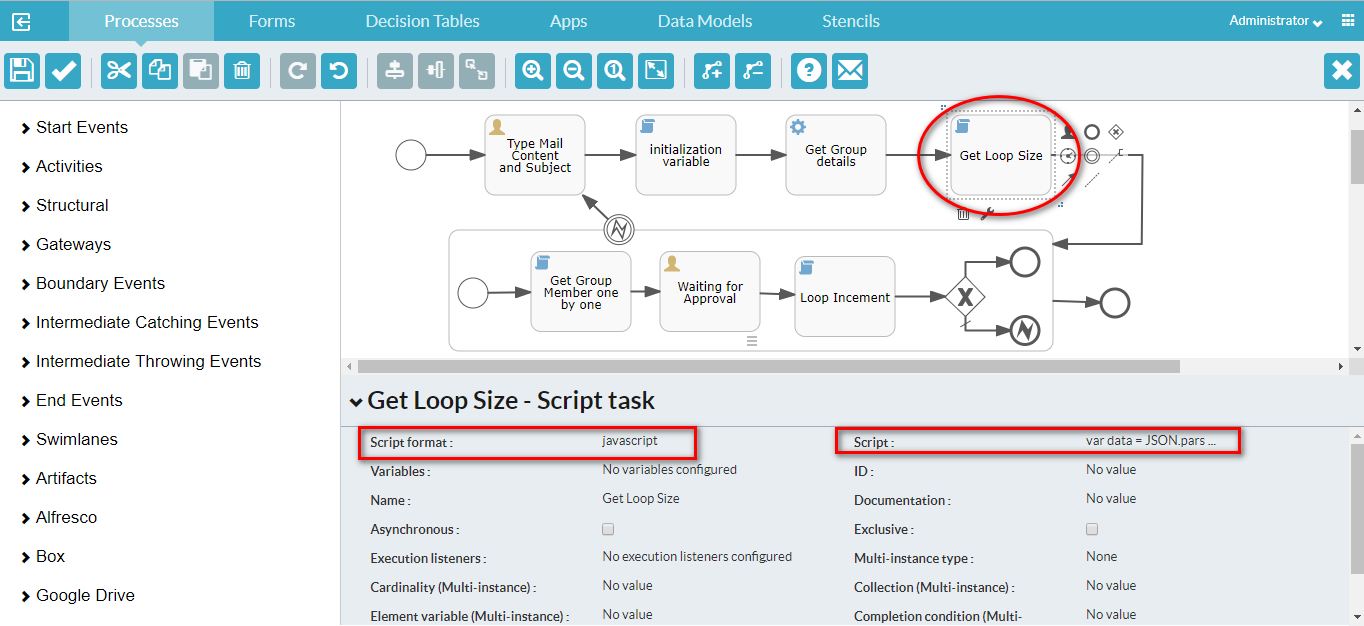 Processes Forms Decision Tables Apps Data Models Stencils Administrator
Start Events
Activities
Structural
Gateways
Boundary Events
Intermediate Catching Events
Intermediate Throwing Events
End Events
Swimlanes
Artifacts
Alfresco
Box
Google Drive
Type Mail
Content
and Subject
initialization
variable
Get Group
details
Get Loop Size
Get Group
Member one
by one
Waiting for
Approval
Loop Incement
X
Get Loop Size - Script task
Script format : javascript Script : var data = JSON.pars ...
Variables : No variables configured ID : No value
Name : Get Loop Size Documentation : No value
Asynchronous : Exclusive :
Execution listeners : No execution listeners configured Multi-instance type : None
Cardinality (Multi-instance) : No value Collection (Multi-instance) : No value
Element variable (Multi-instance) : No value Completion condition (Multi- No value